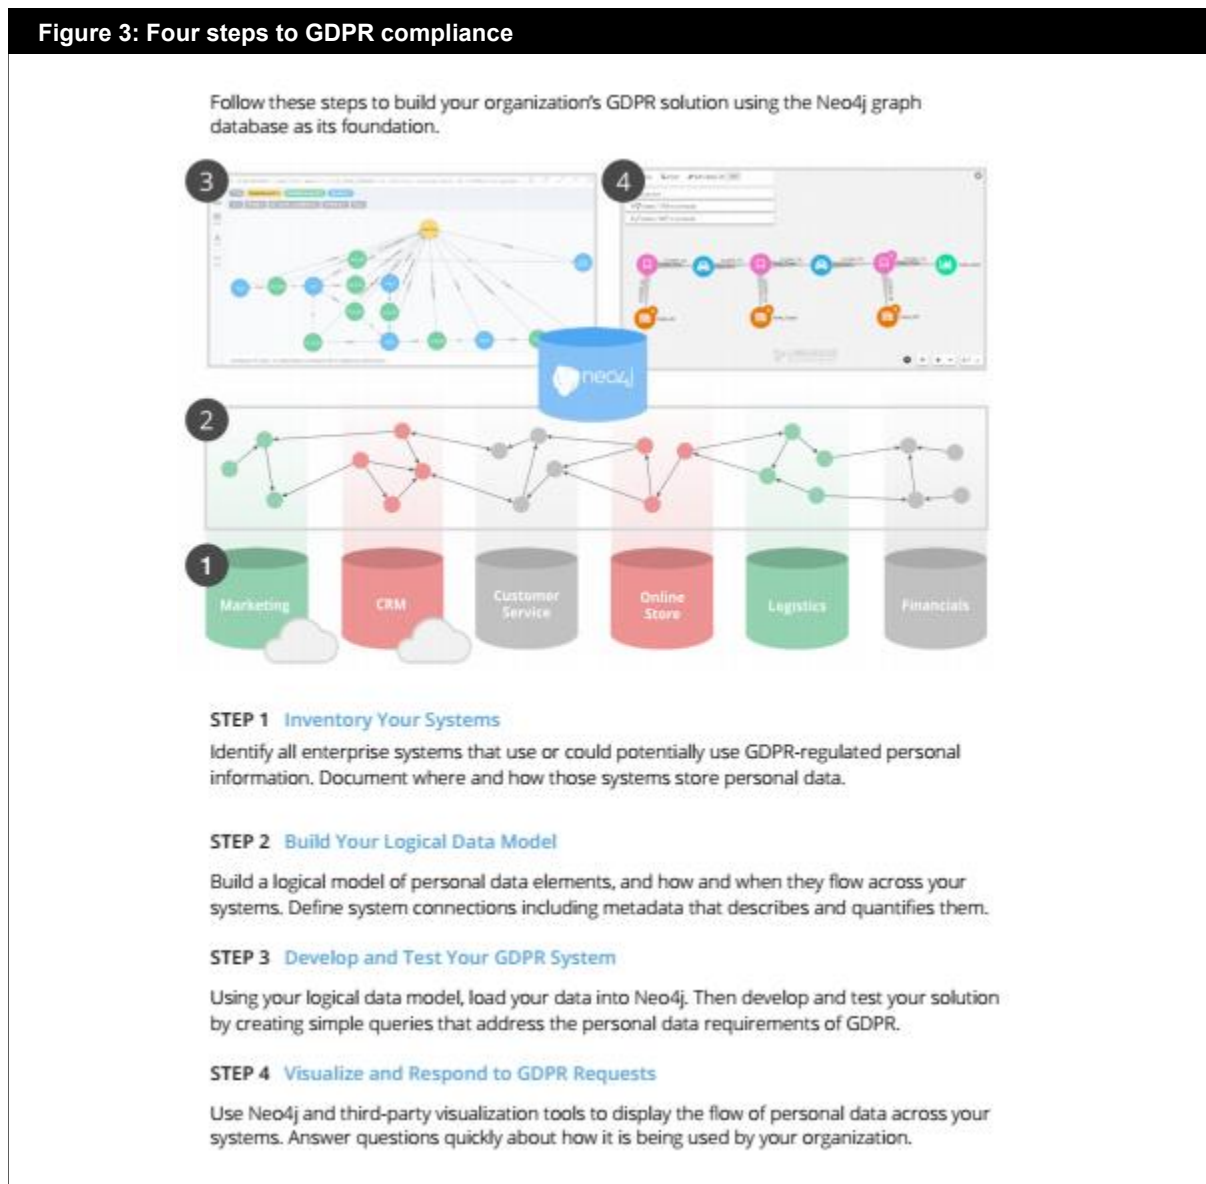 Figure 3: Four steps to GDPR compliance
Follow these steps to build your organization's GDPR solution using the Neo4j graph
database as its foundation.
3
4
neo4j
2
1
Marketing
CRM
Customer
Service
Online
Store
Logistics
Financials
STEP 1 Inventory Your Systems
Identify all enterprise systems that use or could potentially use GDPR-regulated personal
information. Document where and how those systems store personal data.
STEP 2 Build Your Logical Data Model
Build a logical model of personal data elements, and how and when they flow across your
systems. Define system connections including metadata that describes and quantifies them.
STEP 3 Develop and Test Your GDPR System
Using your logical data model, load your data into Neo4j. Then develop and test your solution
by creating simple queries that address the personal data requirements of GDPR.
STEP 4 Visualize and Respond to GDPR Requests
Use Neo4j and third-party visualization tools to display the flow of personal data across your
systems. Answer questions quickly about how it is being used by your organization.